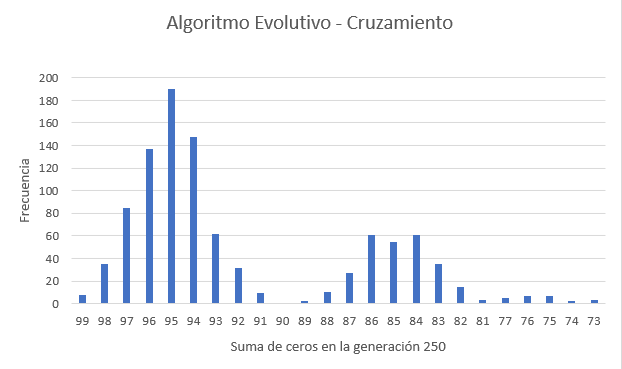 Algoritmo Evolutivo - Cruzamiento
200
180
160
140
120
100
80
60
40
20
0
Frecuencia
99 98 97 96 95 94 93 92 91 90 89 88 87 86 85 84 83 82 81 77 76 75 74 73
Suma de ceros en la generación 250